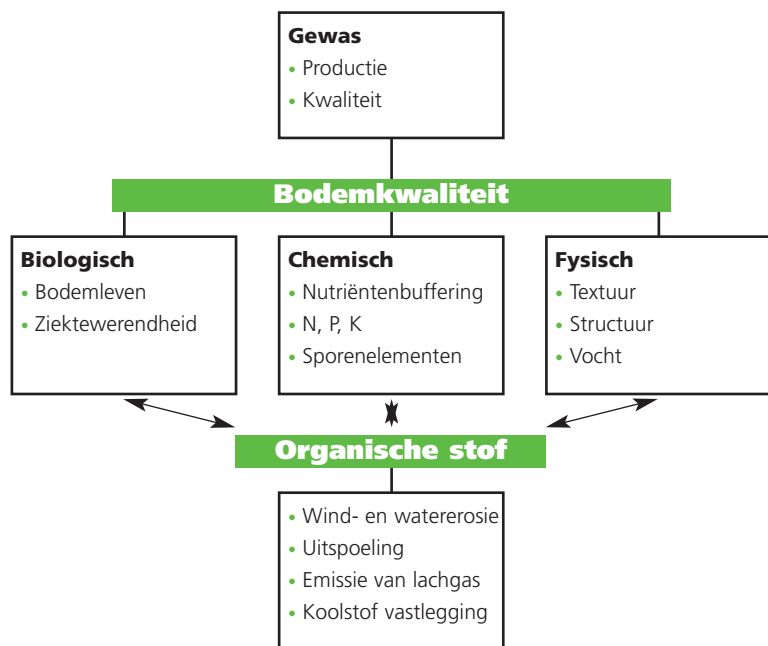 Gewas
• Productie
• Kwaliteit
Bodemkwaliteit
Biologisch
• Bodemleven
• Ziektewerendheid
Chemisch
• Nutriëntenbuffering
• N, P, K
• Sporenelementen
Fysisch
• Textuur
• Structuur
• Vocht
Organische stof
• Wind- en watererosie
• Uitspoeling
• Emissie van lachgas
• Koolstof vastlegging